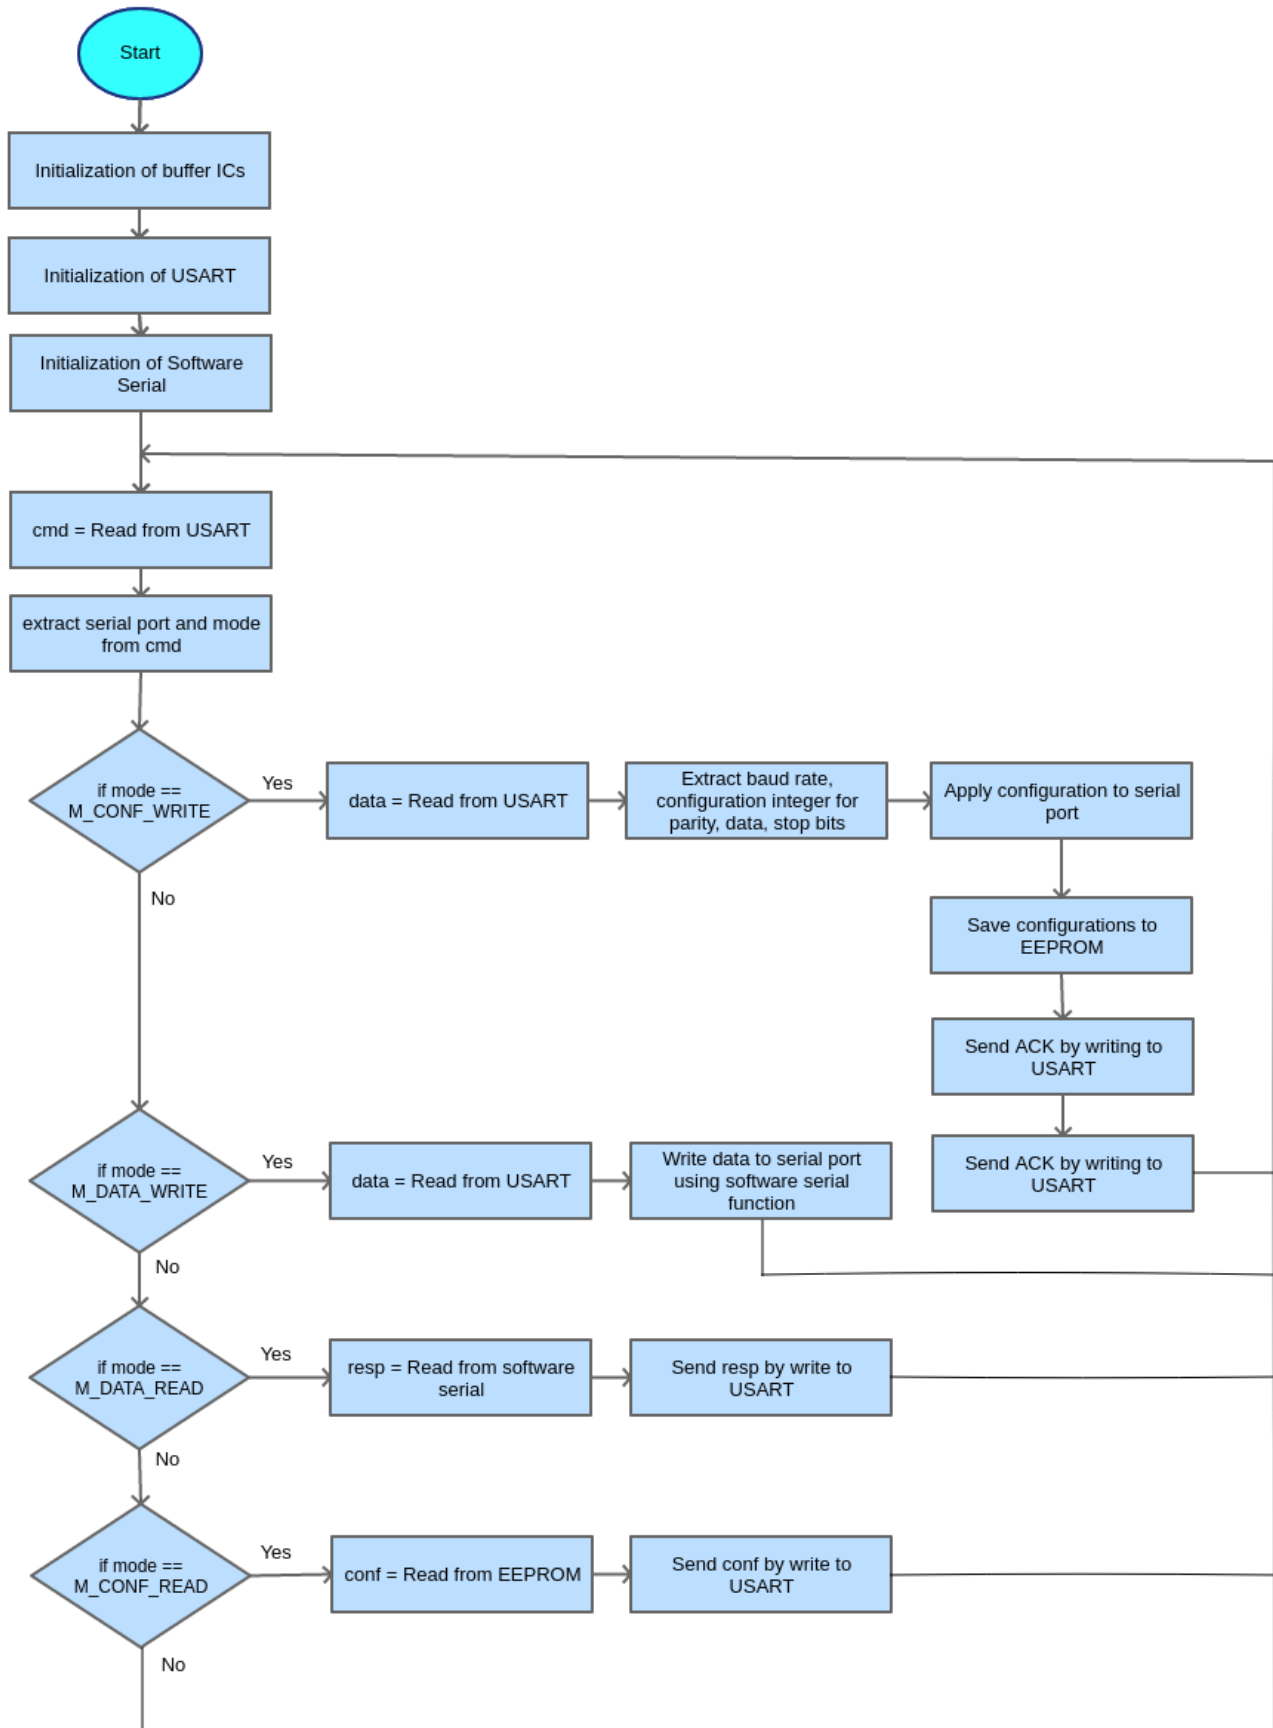 Start
Initialization of buffer ICs
Initialization of USART
Initialization of Software
Serial
cmd = Read from USART
extract serial port and mode
from cmd
if mode ==
M_CONF_WRITE
Yes
data = Read from USART
Extract baud rate,
configuration integer for
parity, data, stop bits
Apply configuration to serial
port
No
Save configurations to
EEPROM
Send ACK by writing to
USART
Send ACK by writing to
USART
if mode ==
M_DATA_WRITE
Yes
data = Read from USART
Write data to serial port
using software serial
function
No
if mode ==
M_DATA_READ
Yes
resp = Read from software
serial
Send resp by write to
USART
No
if mode ==
M_CONF_READ
Yes
conf = Read from EEPROM
Send conf by write to
USART
No